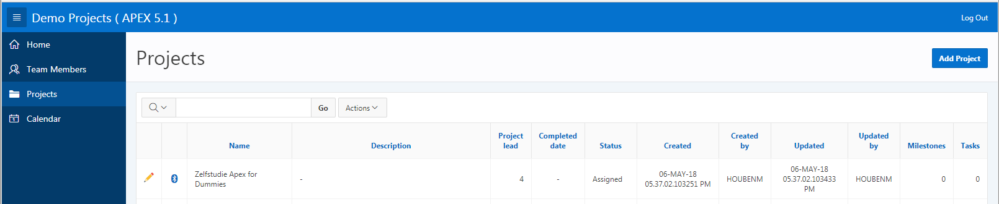 Demo Projects ( APEX 5.1 )
Log Out
Home
Team Members
Projects
Calendar
Projects
Add Project
Go
Actions
Name
Description
Project
lead
Completed
date
Status
Created
Created
by
Updated
Updated
by
Milestones
Tasks
Zelfstudie Apex for
Dummies
-
4
-
Assigned
06-MAY-18
05.37.02.103251 PM
HOUBENM
06-MAY-18
05.37.02.103433
PM
HOUBENM
0
0